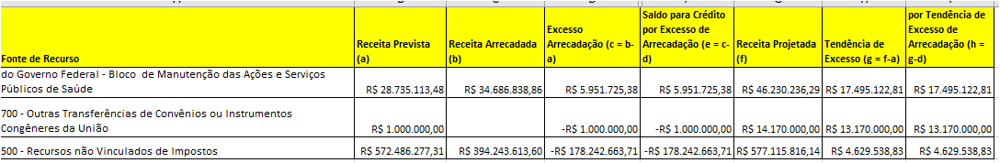 Fonte de Recurso
Receita Prevista
(a)
Receita Arrecadada
(b)
Excesso
Arrecadação (c = b-
a)
Saldo para Crédito
por Excesso de
Arrecadação (e = c-
d)
Receita Projetada
(f)
Tendência de
Excesso (g = f-a)
por Tendência de
Excesso de
Arrecadação (h =
g-d)
do Governo Federal - Bloco de Manutenção das Ações e Serviços
Públicos de Saúde
R$ 28.735.113,48
R$ 34.686.838,86
R$ 5.951.725,38
R$ 5.951.725,38
R$ 46.230.236,29
R$ 17.495.122,81
R$ 17.495.122,81
700 - Outras Transferências de Convênios ou Instrumentos
Congêneres da União
R$ 1.000.000,00
-R$ 1.000.000,00
-R$ 1.000.000,00
R$ 14.170.000,00
R$ 13.170.000,00
R$ 13.170.000,00
500 - Recursos não Vinculados de Impostos
R$ 572.486.277,31
R$ 394.243.613,60
-R$ 178.242.663,71
-R$ 178.242.663,71
R$ 577.115.816,14
R$ 4.629.538,83
R$ 4.629.538,83